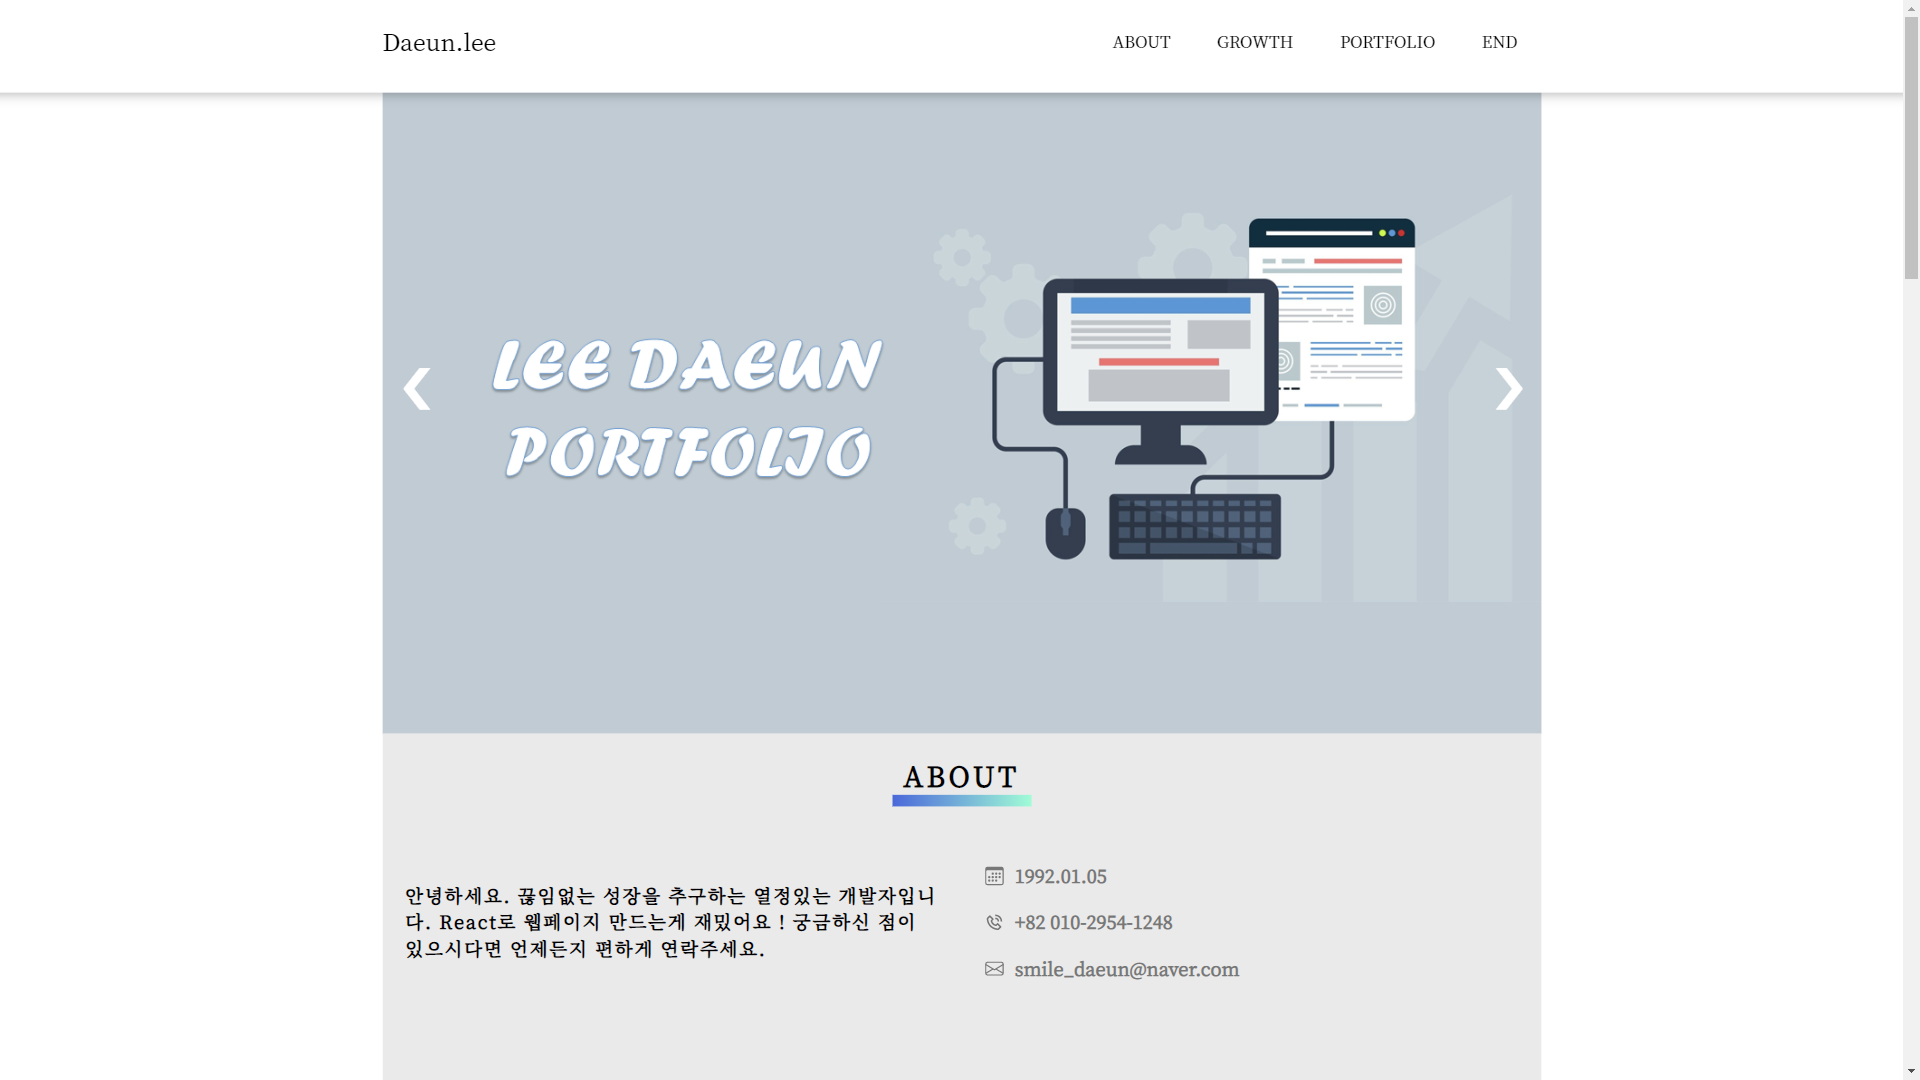 Daeun.lee
ABOUT GROWTH PORTFOLIO END
LEE DAEUN
PORTFOLIO
ABOUT
안녕하세요. 끊임없는 성장을 추구하는 열정있는 개발자입니
다. React로 웹페이지 만드는게 재밌어요 ! 궁금하신 점이
있으시다면 언제든지 편하게 연락주세요.
1992.01.05
+82 010-2954-1248
smile_daeun@naver.com